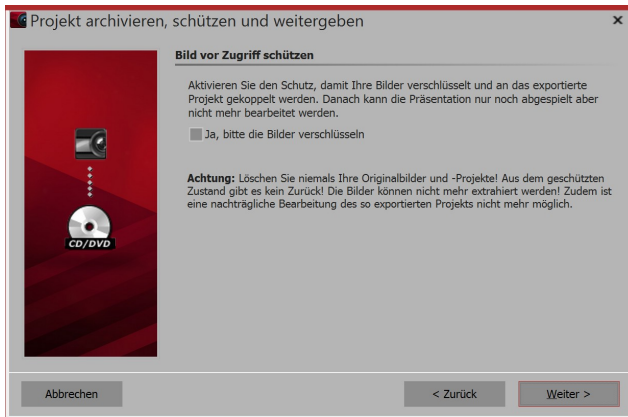 Projekt archivieren, schützen und weitergeben
Bild vor Zugriff schützen
Aktivieren Sie den Schutz, damit Ihre Bilder verschlüsselt und an das exportierte
Projekt gekoppelt werden. Danach kann die Präsentation nur noch abgespielt aber
nicht mehr bearbeitet werden.
Ja, bitte die Bilder verschlüsseln
Achtung: Löschen Sie niemals Ihre Originalbilder und -Projekte! Aus dem geschützten
Zustand gibt es kein Zurück! Die Bilder können nicht mehr extrahiert werden! Zudem ist
eine nachträgliche Bearbeitung des so exportierten Projekts nicht mehr möglich.
CD/DVD
Abbrechen
< Zurück
Weiter >